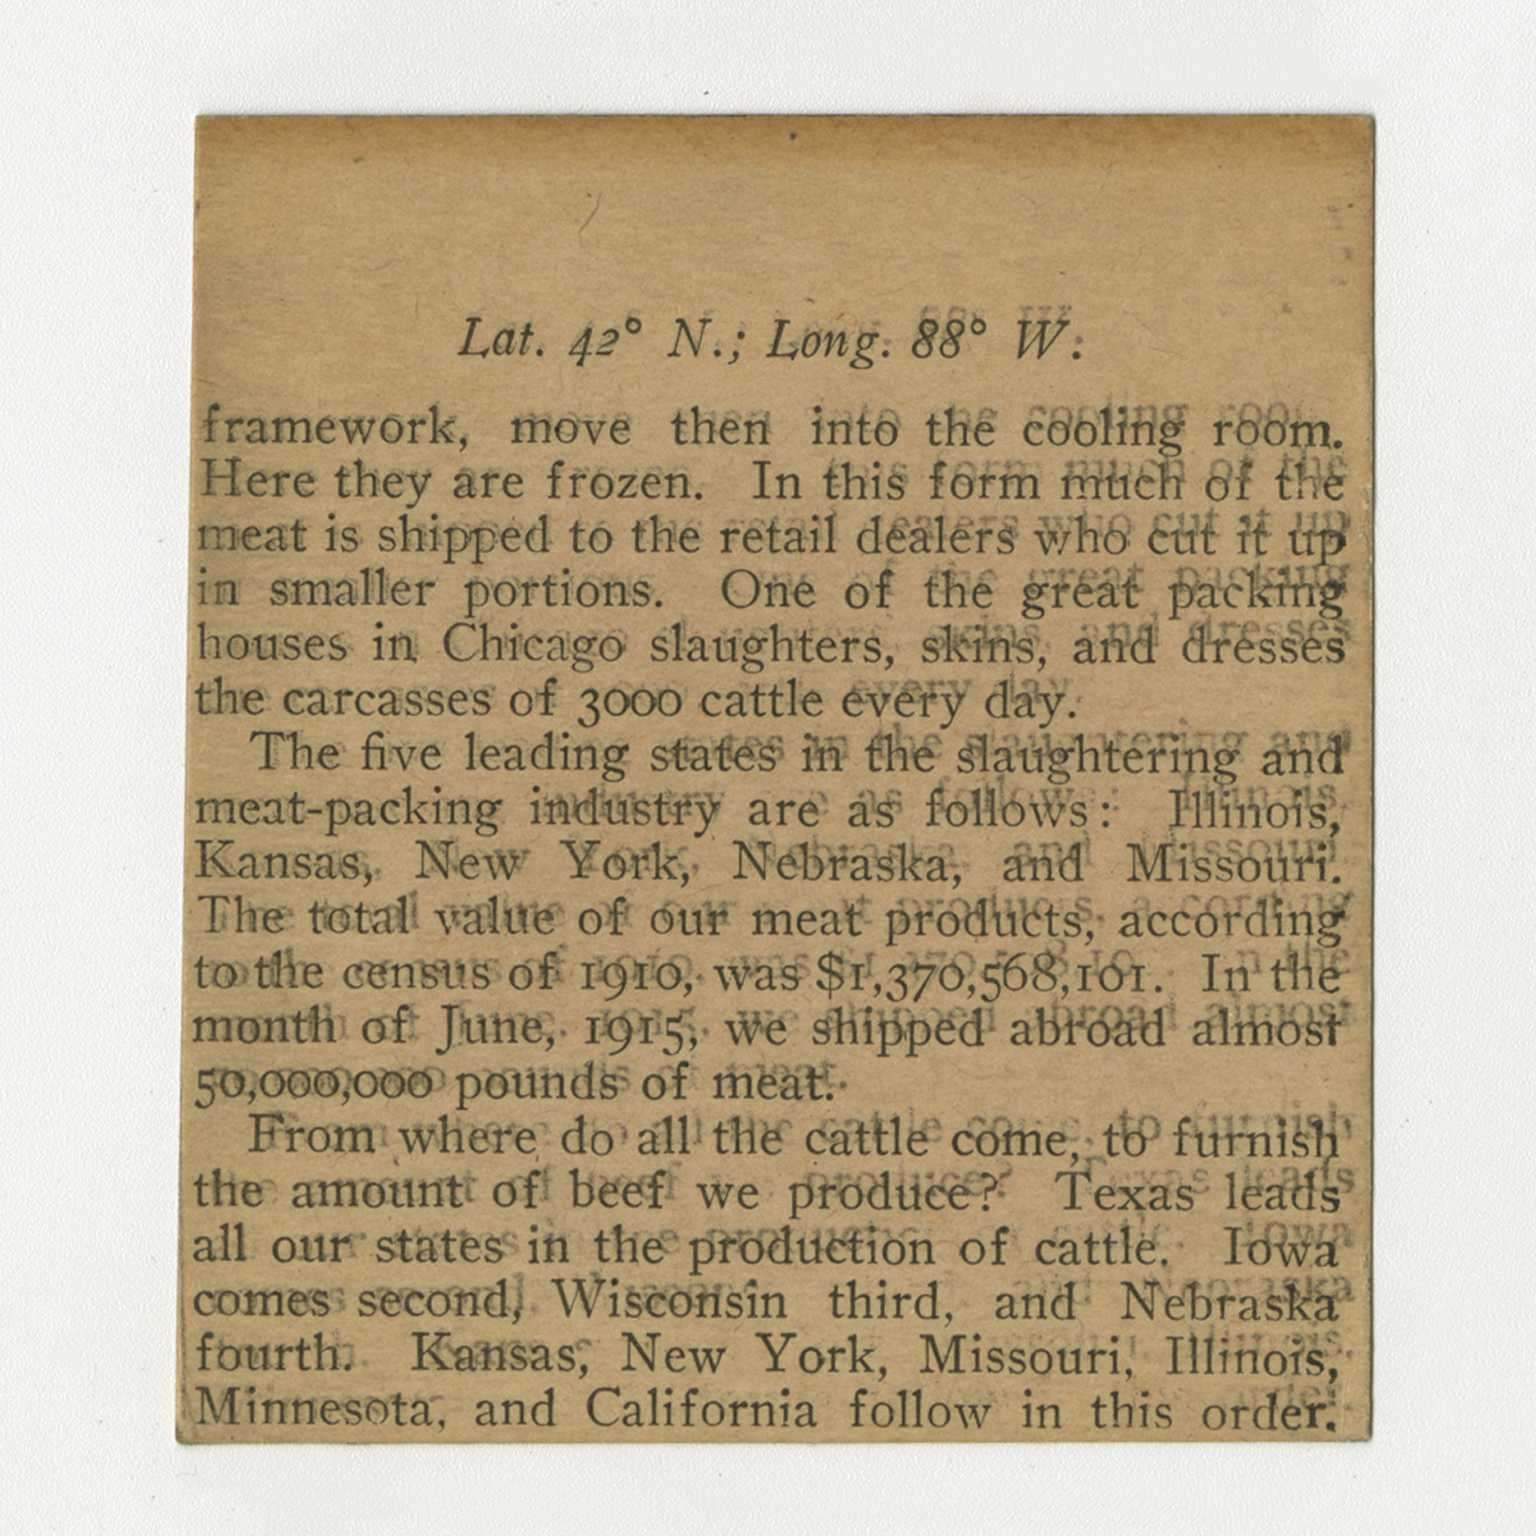 Lat. 42° N.; Long. 88° W.
framework, move then into the cooling room.
Here they are frozen. In this form much of the
meat is shipped to the retail dealers who cut it up
in smaller portions. One of the great packing
houses in Chicago slaughters, skins, and dresses
the carcasses of 3000 cattle every day.
The five leading states in the slaughtering and
meat-packing industry are as follows: Illinois,
Kansas, New York, Nebraska, and Missouri.
The total value of our meat products, according
to the census of 1910, was $1,370,568,101. In the
month of June, 1915, we shipped abroad almost
50,000,000 pounds of meat.
From where do all the cattle come, to furnish
the amount of beef we produce? Texas leads
all our states in the production of cattle. Iowa
comes second, Wisconsin third, and Nebraska
fourth. Kansas, New York, Missouri, Illinois,
Minnesota, and California follow in this order.